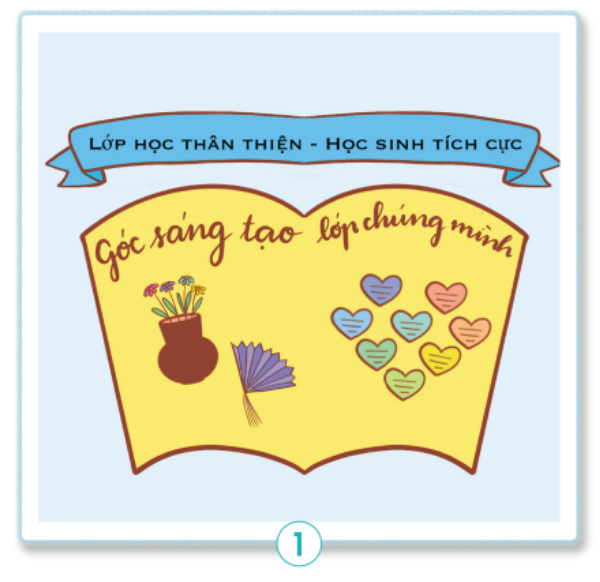 LỚP HỌC THÂN THIỆN - HỌC SINH TÍCH CỰC
Góc sáng tạo lớp chúng mình
1